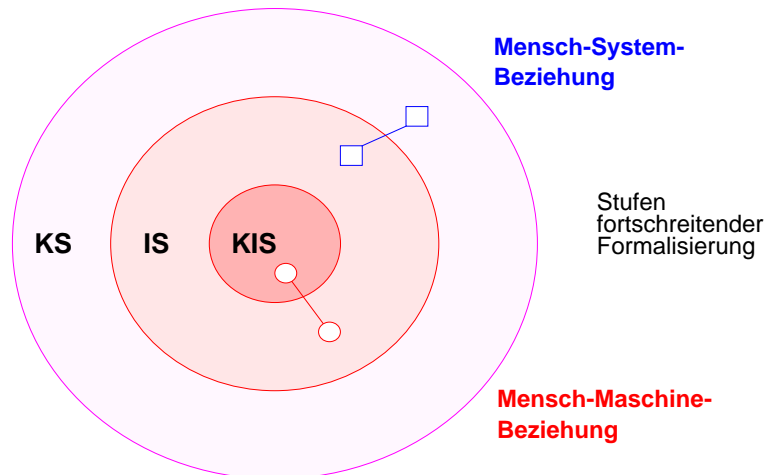 Mensch-System-
Beziehung
Stufen
fortschreitender
Formalisierung
KS IS KIS
Mensch-Maschine-
Beziehung